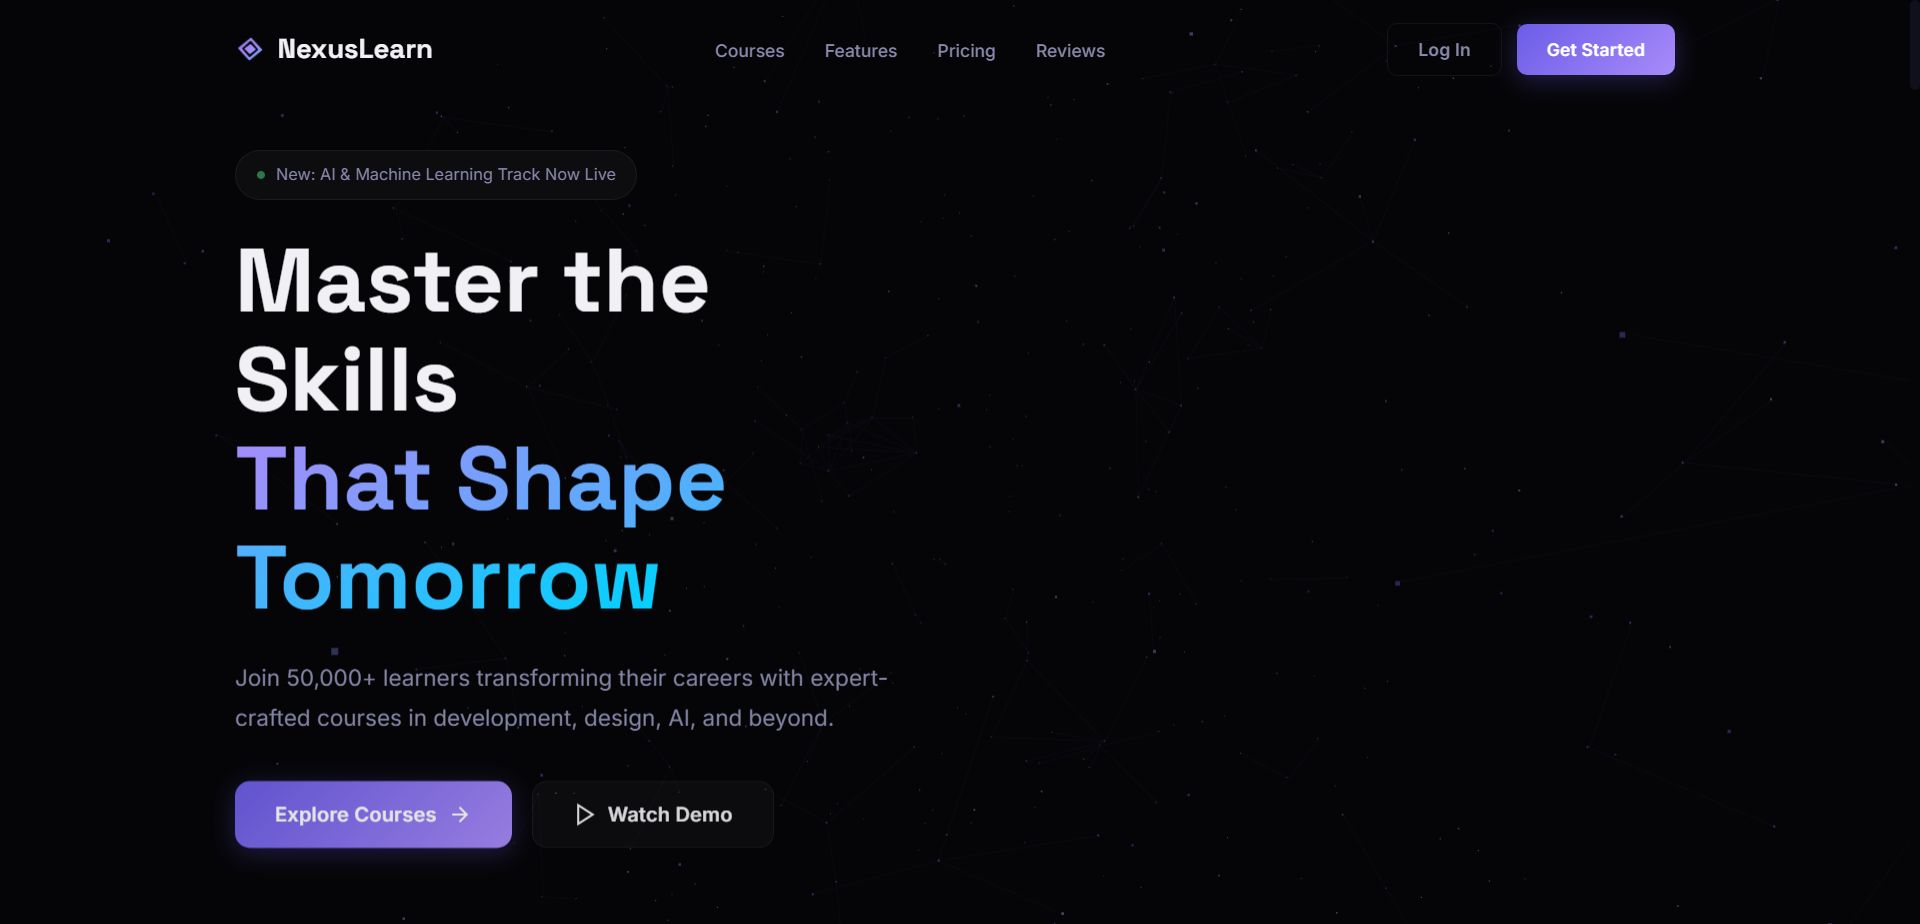 NexusLearn
Courses
Features
Pricing
Reviews
Log In
Get Started
New: AI & Machine Learning Track Now Live
Master the
Skills
That Shape
Tomorrow
Join 50,000+ learners transforming their careers with expert-
crafted courses in development, design, AI, and beyond.
Explore Courses →
Watch Demo